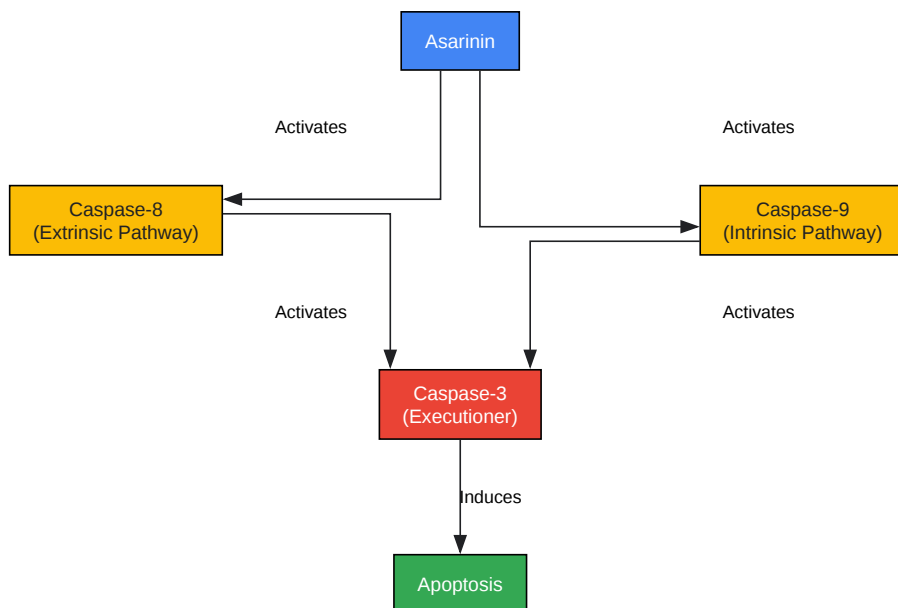 Asarinin
Activates
Activates
Caspase-8
(Extrinsic Pathway)
Caspase-9
(Intrinsic Pathway)
Activates
Activates
Caspase-3
(Executioner)
Induces
Apoptosis